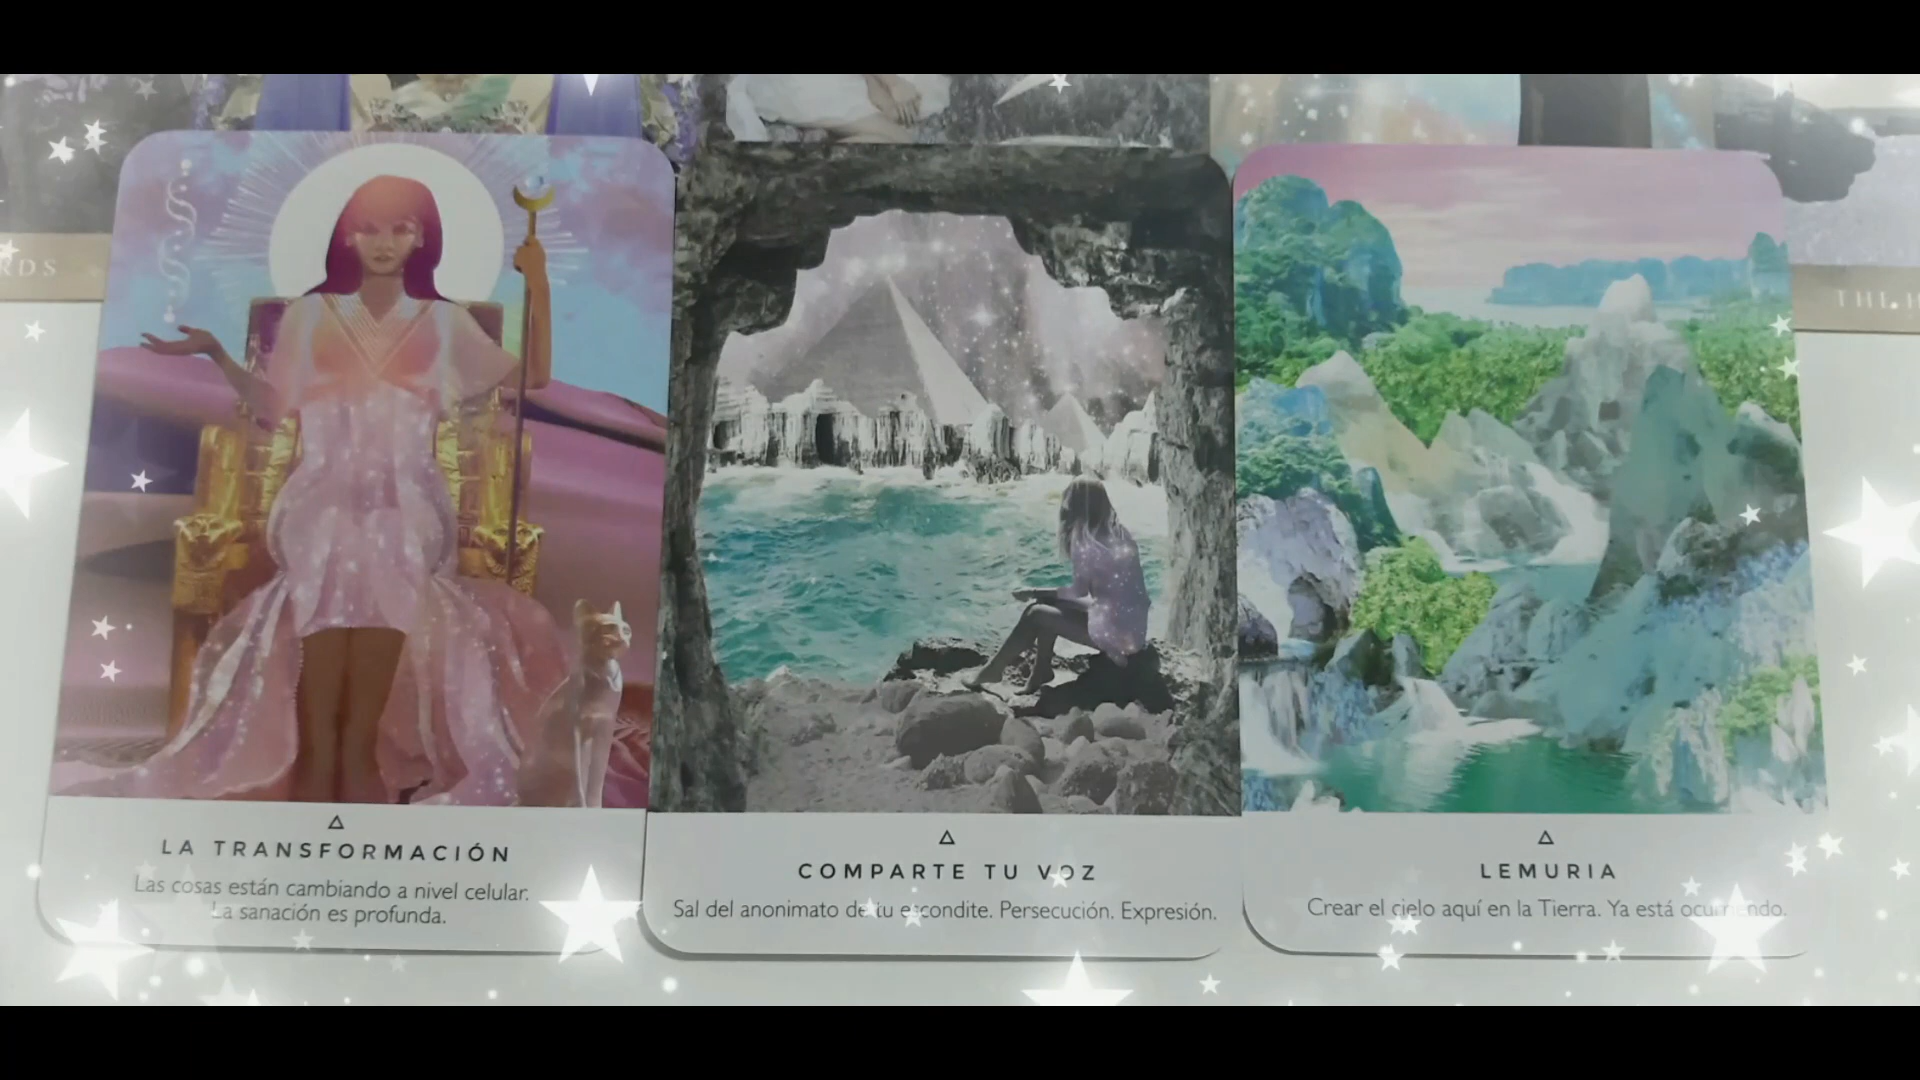 RDS
LA TRANSFORMACIÓN
Las cosas están cambiando a nivel celular.
La sanación es profunda.
COMPARTE TU VOZ
Sal del anonimato de tu escondite. Persecución. Expresión.
LEMURIA
Crear el cielo aquí en la Tierra. Ya está ocurriendo.